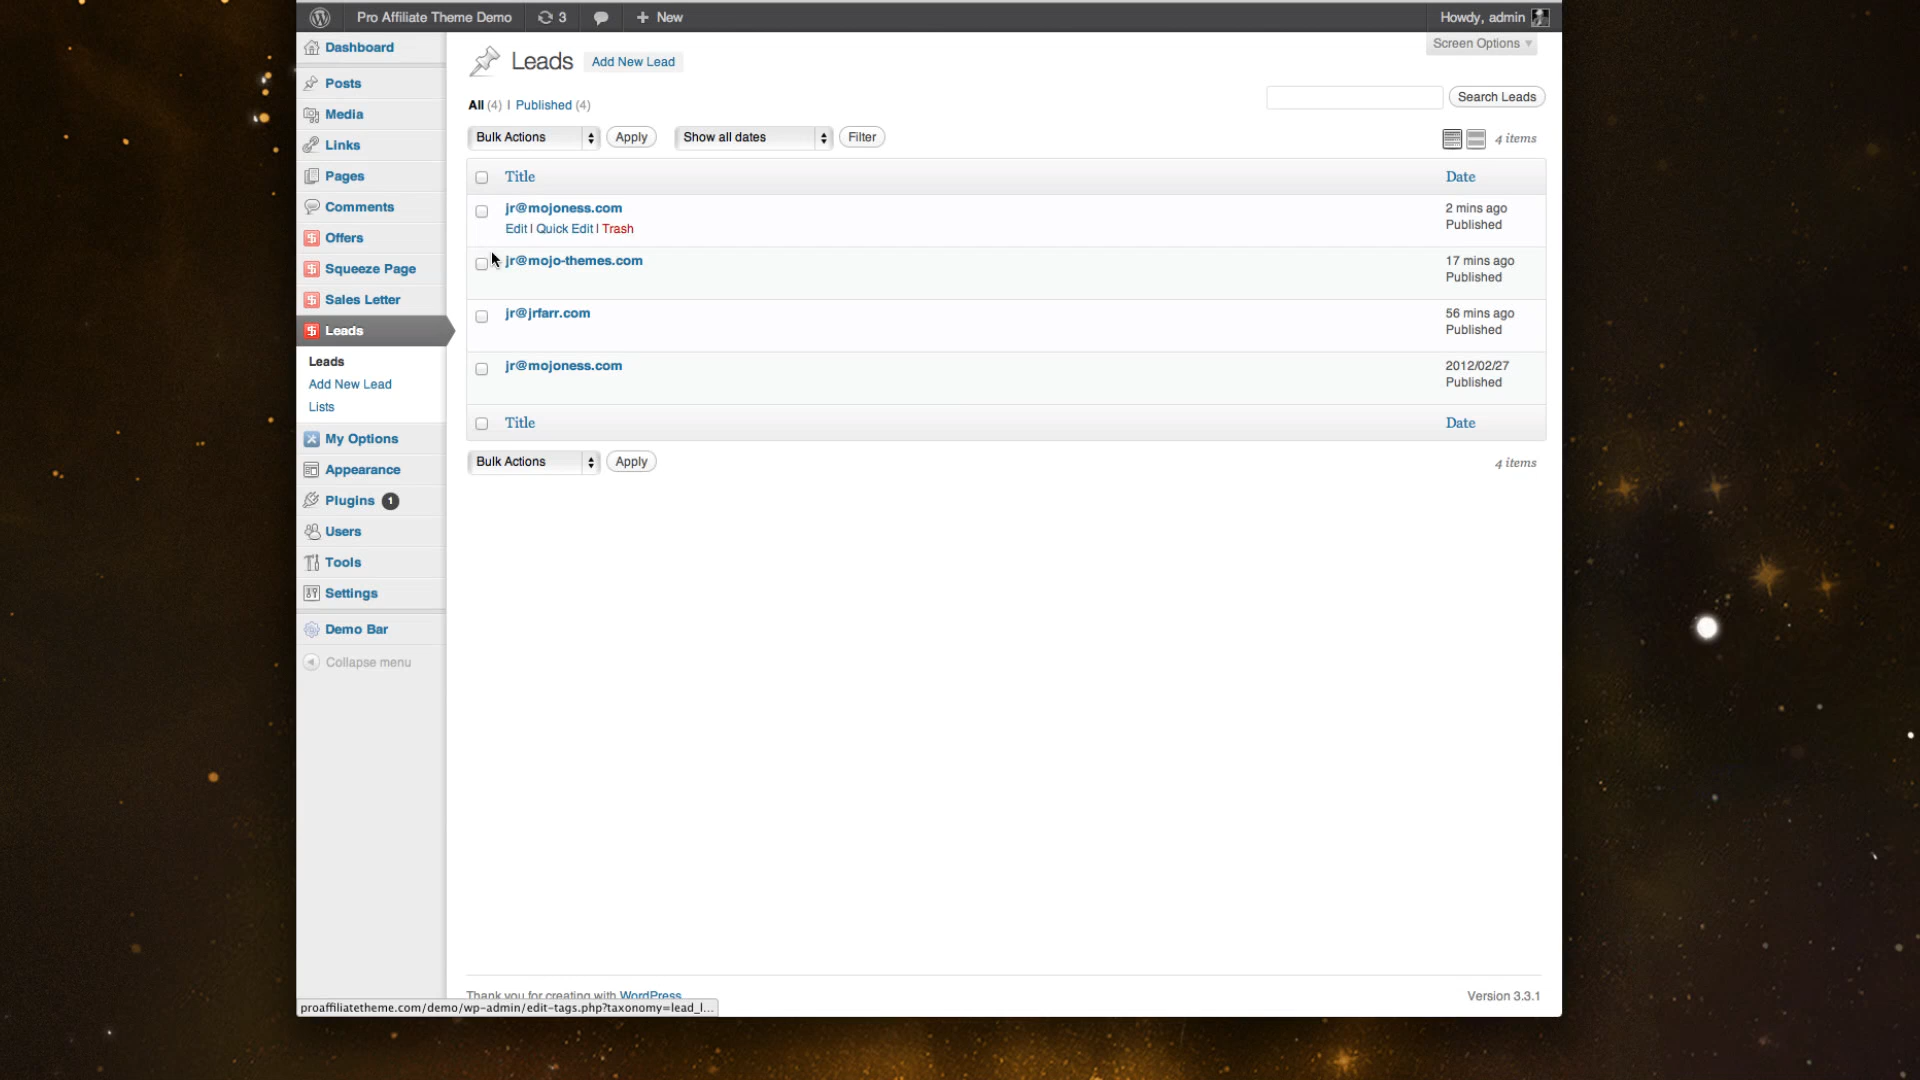 Pro Affiliate Theme Demo 3 + New Howdy, admin
Screen Options
Dashboard
Posts
Media
Links
Pages
Comments
Offers
Squeeze Page
Sales Letter
Leads
Leads
Add New Lead
Lists
My Options
Appearance
Plugins 1
Users
Tools
Settings
Demo Bar
Collapse menu
Leads Add New Lead
All (4) | Published (4)
Search Leads
Bulk Actions Apply Show all dates Filter 4 items
Title Date
jr@mojoness.com 2 mins ago
Edit | Quick Edit | Trash Published
jr@mojo-themes.com 17 mins ago
Published
jr@jrfarr.com 56 mins ago
Published
jr@mojoness.com 2012/02/27
Published
Title Date
Bulk Actions Apply 4 items
Thank you for creating with WordPress Version 3.3.1
proaffiliatetheme.com/demo/wp-admin/edit-tags.php?taxonomy=lead_l...